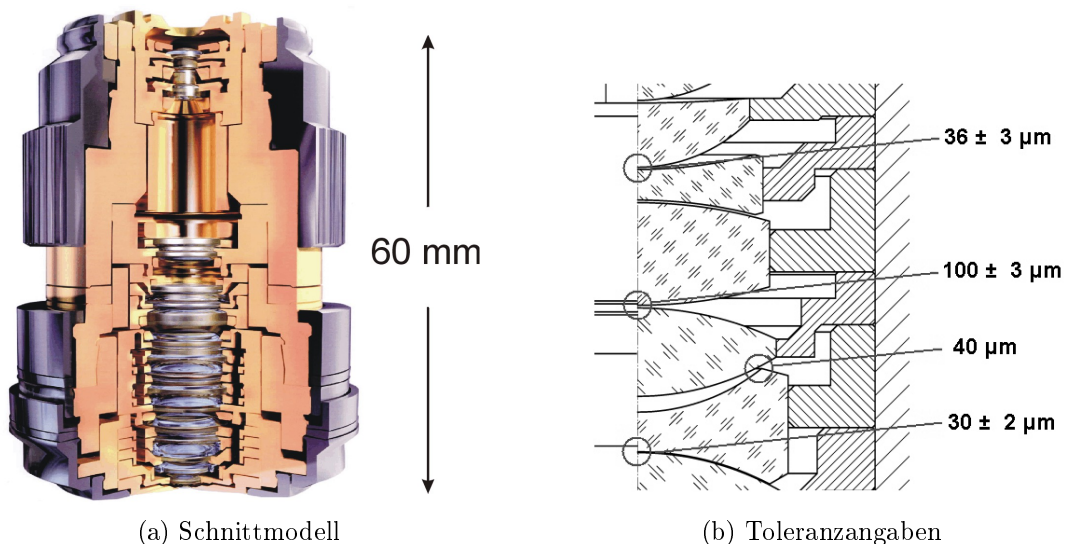 60 mm
36 ± 3 µm
100 ± 3 µm
40 µm
30 ± 2 µm
(a) Schnittmodell
(b) Toleranzangaben